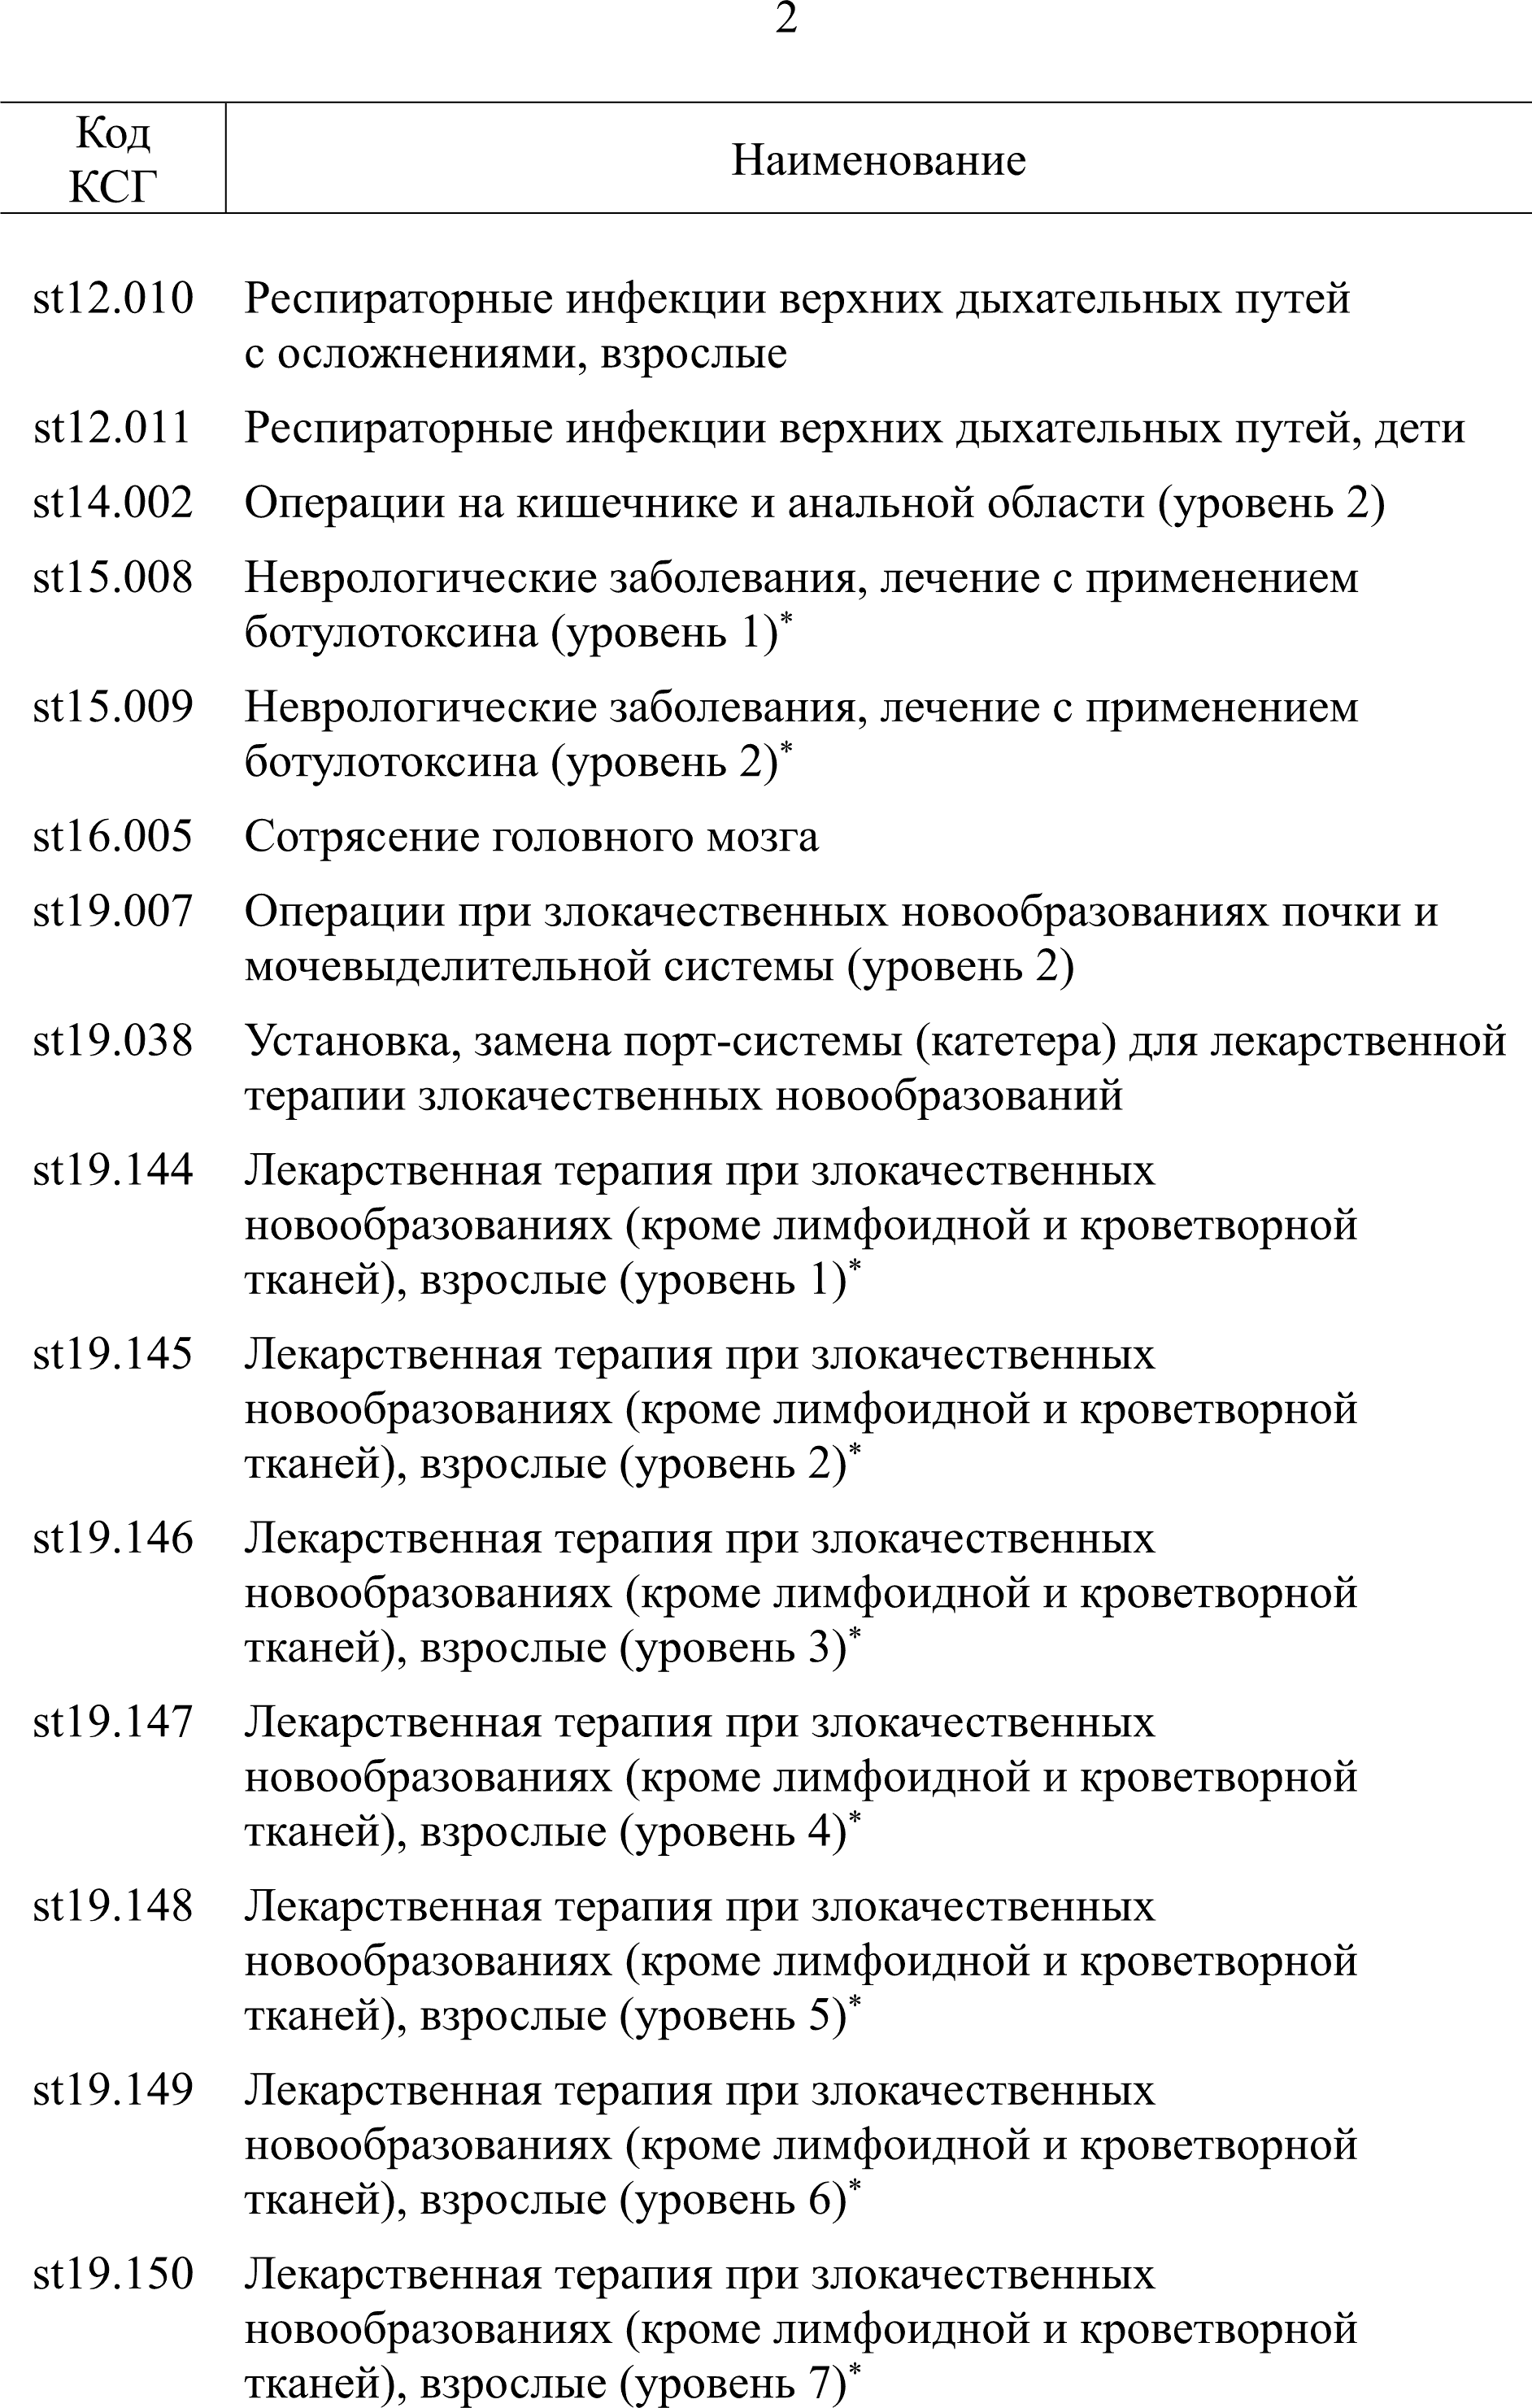 2
Код
КСГ
Наименование
st12.010 Респираторные инфекции верхних дыхательных путей
с осложнениями, взрослые
st12.011 Респираторные инфекции верхних дыхательных путей, дети
st14.002 Операции на кишечнике и анальной области (уровень 2)
st15.008 Неврологические заболевания, лечение с применением
ботулотоксина (уровень 1)*
st15.009 Неврологические заболевания, лечение с применением
ботулотоксина (уровень 2)*
st16.005 Сотрясение головного мозга
st19.007 Операции при злокачественных новообразованиях почки и
мочевыделительной системы (уровень 2)
st19.038 Установка, замена порт-системы (катетера) для лекарственной
терапии злокачественных новообразований
st19.144 Лекарственная терапия при злокачественных
новообразованиях (кроме лимфоидной и кроветворной
тканей), взрослые (уровень 1)*
st19.145 Лекарственная терапия при злокачественных
новообразованиях (кроме лимфоидной и кроветворной
тканей), взрослые (уровень 2)*
st19.146 Лекарственная терапия при злокачественных
новообразованиях (кроме лимфоидной и кроветворной
тканей), взрослые (уровень 3)*
st19.147 Лекарственная терапия при злокачественных
новообразованиях (кроме лимфоидной и кроветворной
тканей), взрослые (уровень 4)*
st19.148 Лекарственная терапия при злокачественных
новообразованиях (кроме лимфоидной и кроветворной
тканей), взрослые (уровень 5)*
st19.149 Лекарственная терапия при злокачественных
новообразованиях (кроме лимфоидной и кроветворной
тканей), взрослые (уровень 6)*
st19.150 Лекарственная терапия при злокачественных
новообразованиях (кроме лимфоидной и кроветворной
тканей), взрослые (уровень 7)*